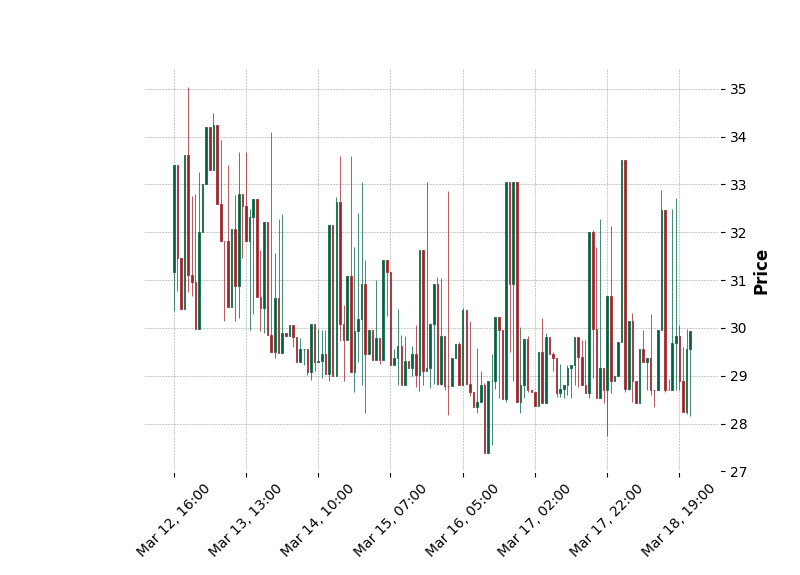 35
34
33
32
31
30
29
28
27
Price
Mar 12, 16:00
Mar 13, 13:00
Mar 14, 10:00
Mar 15, 07:00
Mar 16, 05:00
Mar 17, 02:00
Mar 17, 22:00
Mar 18, 19:00